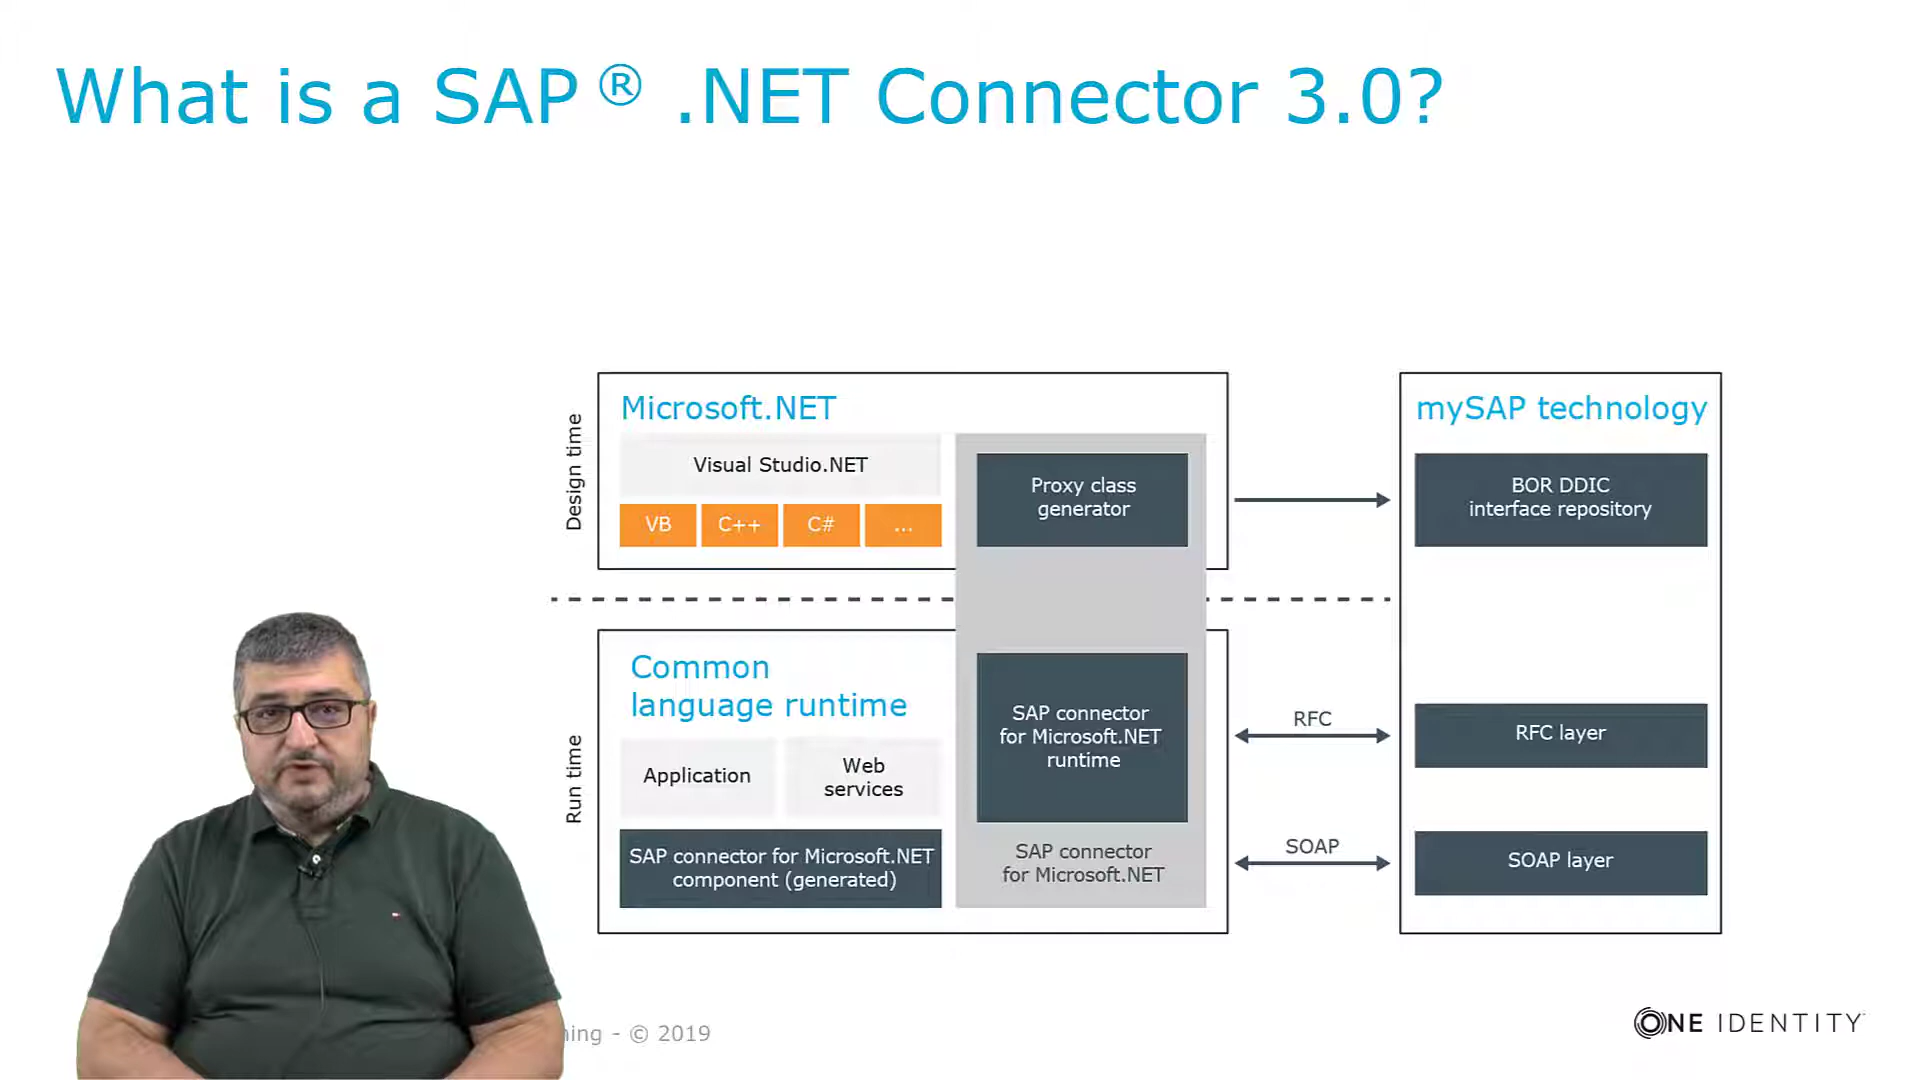 What is a SAP ® .NET Connector 3.0?
Design time
Microsoft.NET
Visual Studio.NET
VB
C++
C#
...
Proxy class
generator
mySAP technology
BOR DDIC
interface repository
Run time
Common
language runtime
Application
Web
services
SAP connector for Microsoft.NET
component (generated)
SAP connector
for Microsoft.NET
runtime
SAP connector
for Microsoft.NET
RFC
RFC layer
SOAP
SOAP layer
- © 2019
ONE IDENTITY